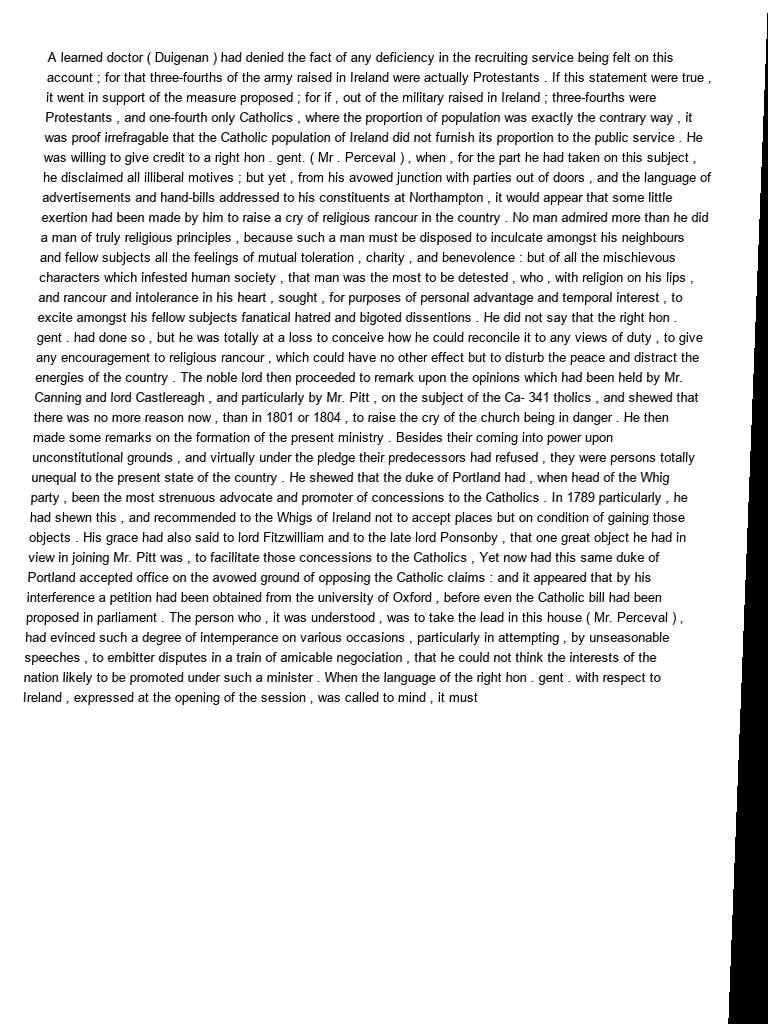 A learned doctor ( Duigenan ) had denied the fact of any deficiency in the recruiting service being felt on this
account ; for that three-fourths of the army raised in Ireland were actually Protestants . If this statement were true ,
it went in support of the measure proposed ; for if , out of the military raised in Ireland ; three-fourths were
Protestants , and one-fourth only Catholics , where the proportion of population was exactly the contrary way , it
was proof irrefragable that the Catholic population of Ireland did not furnish its proportion to the public service . He
was willing to give credit to a right hon . gent. ( Mr . Perceval ) , when , for the part he had taken on this subject ,
he disclaimed all illiberal motives ; but yet , from his avowed junction with parties out of doors , and the language of
advertisements and hand-bills addressed to his constituents at Northampton , it would appear that some little
exertion had been made by him to raise a cry of religious rancour in the country . No man admired more than he did
a man of truly religious principles , because such a man must be disposed to inculcate amongst his neighbours
and fellow subjects all the feelings of mutual toleration , charity , and benevolence : but of all the mischievous
characters which infested human society , that man was the most to be detested , who , with religion on his lips ,
and rancour and intolerance in his heart , sought , for purposes of personal advantage and temporal interest , to
excite amongst his fellow subjects fanatical hatred and bigoted dissentions . He did not say that the right hon .
gent . had done so , but he was totally at a loss to conceive how he could reconcile it to any views of duty , to give
any encouragement to religious rancour , which could have no other effect but to disturb the peace and distract the
energies of the country . The noble lord then proceeded to remark upon the opinions which had been held by Mr.
Canning and lord Castlereagh , and particularly by Mr. Pitt , on the subject of the Ca- 341 tholics , and shewed that
there was no more reason now , than in 1801 or 1804 , to raise the cry of the church being in danger . He then
made some remarks on the formation of the present ministry . Besides their coming into power upon
unconstitutional grounds , and virtually under the pledge their predecessors had refused , they were persons totally
unequal to the present state of the country . He shewed that the duke of Portland had , when head of the Whig
party , been the most strenuous advocate and promoter of concessions to the Catholics . In 1789 particularly , he
had shewn this , and recommended to the Whigs of Ireland not to accept places but on condition of gaining those
objects . His grace had also said to lord Fitzwilliam and to the late lord Ponsonby , that one great object he had in
view in joining Mr. Pitt was , to facilitate those concessions to the Catholics , Yet now had this same duke of
Portland accepted office on the avowed ground of opposing the Catholic claims : and it appeared that by his
interference a petition had been obtained from the university of Oxford , before even the Catholic bill had been
proposed in parliament . The person who , it was understood , was to take the lead in this house ( Mr. Perceval ) ,
had evinced such a degree of intemperance on various occasions , particularly in attempting , by unseasonable
speeches , to embitter disputes in a train of amicable negociation , that he could not think the interests of the
nation likely to be promoted under such a minister . When the language of the right hon . gent . with respect to
Ireland , expressed at the opening of the session , was called to mind , it must